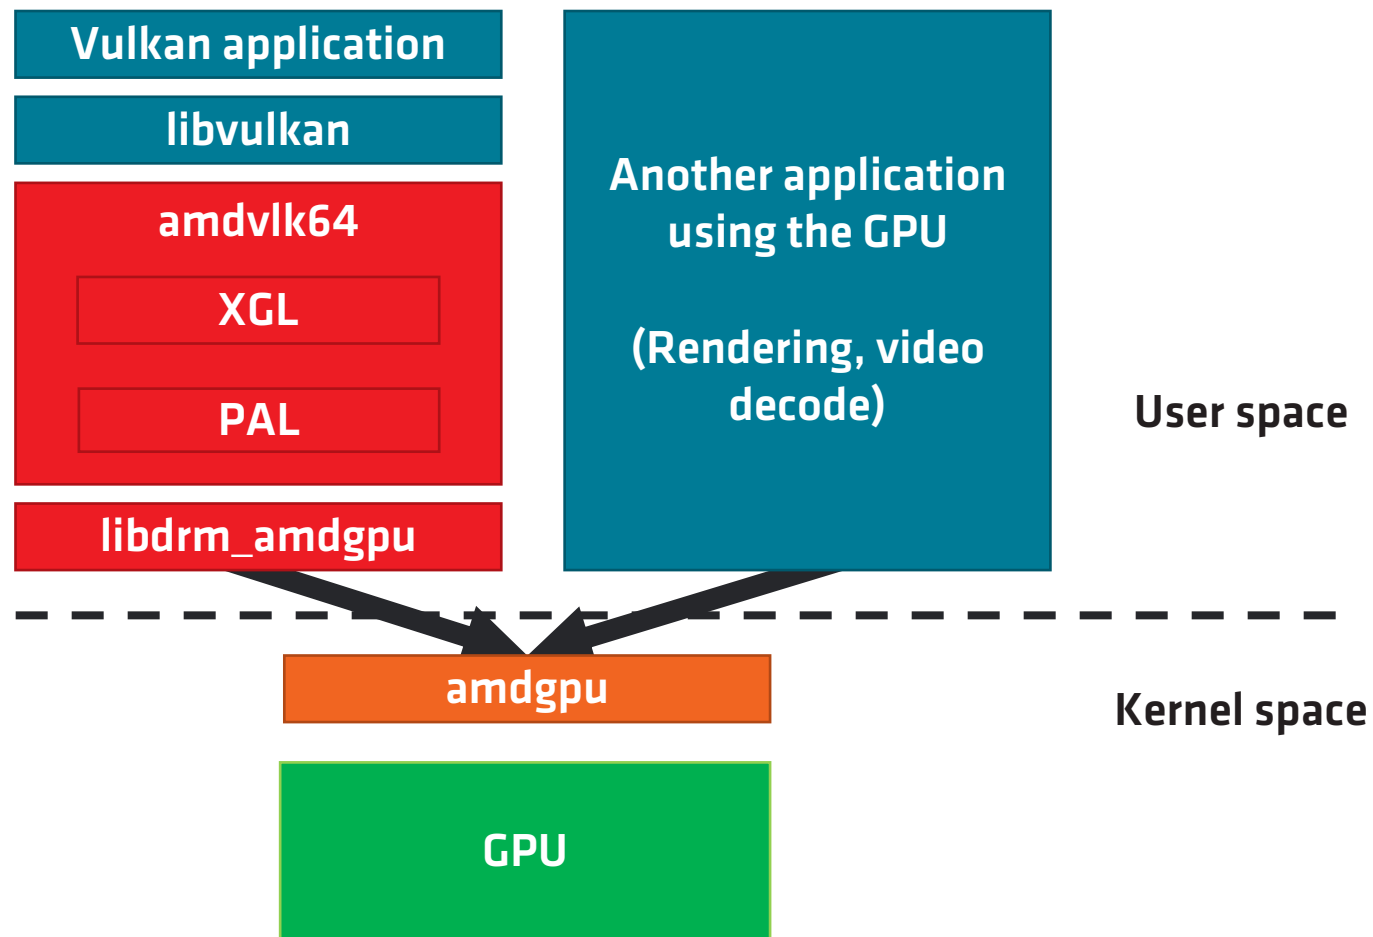 Vulkan application
libvulkan
amdvlk64
XGL
PAL
libdrm_amdgpu
Another application
using the GPU
(Rendering, video
decode)
User space
amdgpu
Kernel space
GPU